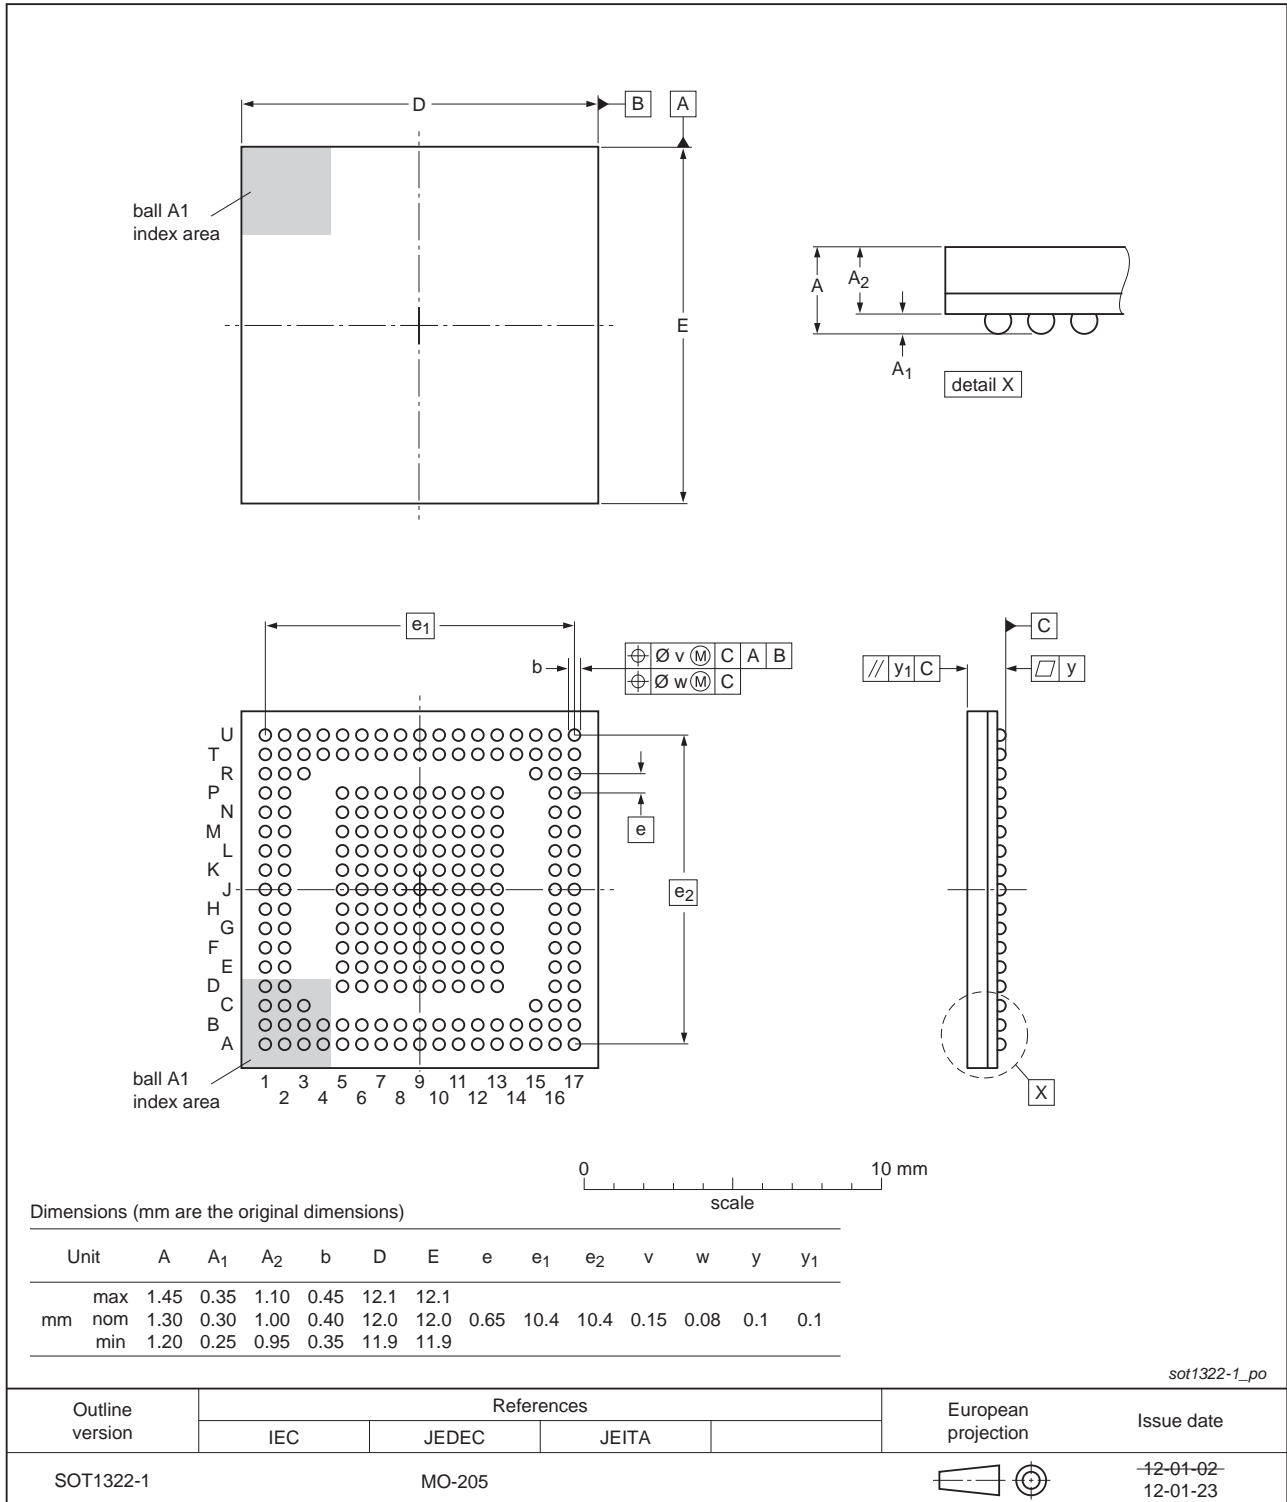 D
B
A
ball A1
index area
E
A
A2
A1
detail X
e1
b
Ø v Ⓜ C A B
Ø w Ⓜ C
C
// y1 C
y
U
T
R
P
N
M
L
K
J
H
G
F
E
D
C
B
A
e
e2
ball A1
index area
1 3 5 7 9 11 13 15 17
2 4 6 8 10 12 14 16
X
0 10 mm
scale
Dimensions (mm are the original dimensions)
Unit A A1 A2 b D E e e1 e2 v w y y1
max 1.45 0.35 1.10 0.45 12.1 12.1
mm nom 1.30 0.30 1.00 0.40 12.0 12.0 0.65 10.4 10.4 0.15 0.08 0.1 0.1
min 1.20 0.25 0.95 0.35 11.9 11.9
sot1322-1_po
Outline version References European projection Issue date
IEC JEDEC JEITA
SOT1322-1 MO-205 12-01-02
12-01-23